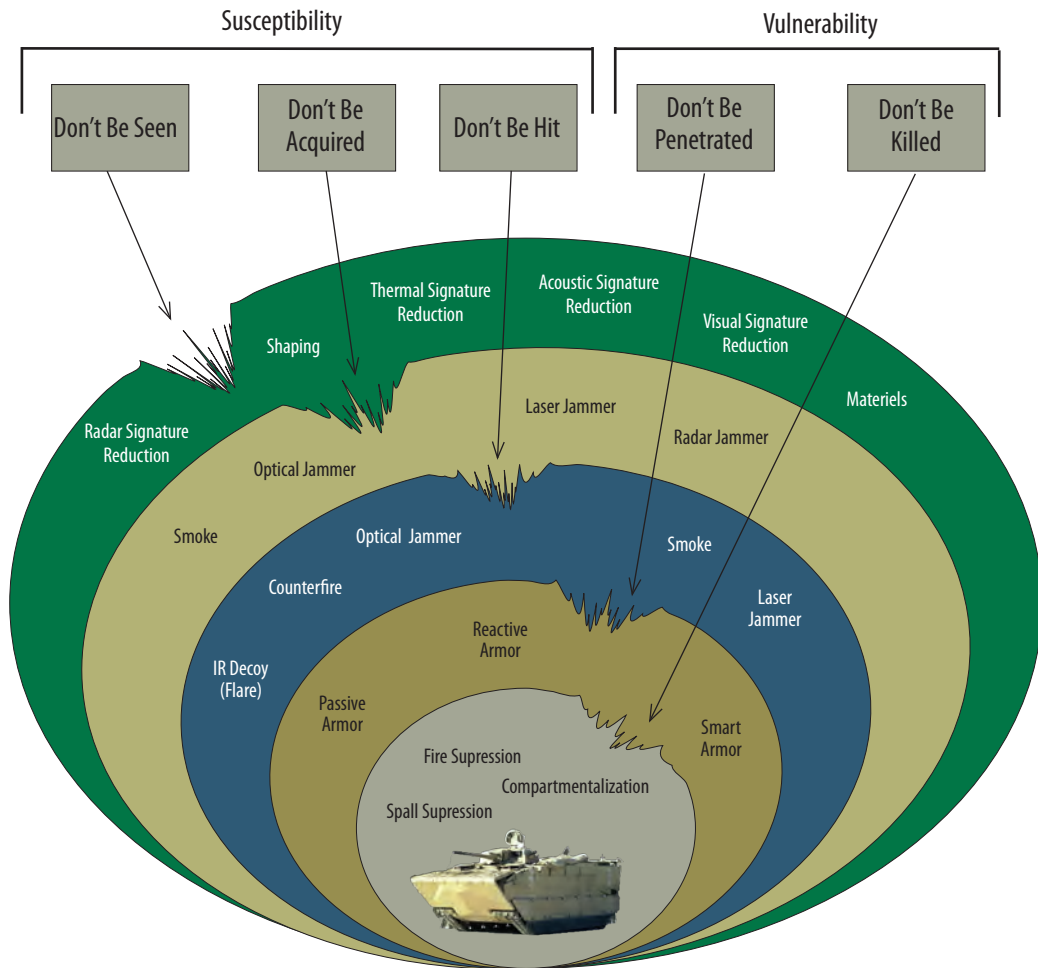 Susceptibility
Vulnerability
Don't Be Seen
Don't Be
Acquired
Don't Be Hit
Don't Be
Penetrated
Don't Be
Killed
Radar Signature
Reduction
Shaping
Thermal Signature
Reduction
Acoustic Signature
Reduction
Visual Signature
Reduction
Materiels
Smoke
Optical Jammer
Laser Jammer
Radar Jammer
IR Decoy
(Flare)
Counterfire
Optical Jammer
Smoke
Laser
Jammer
Passive
Armor
Reactive
Armor
Smart
Armor
Fire Supression
Compartmentalization
Spall Supression